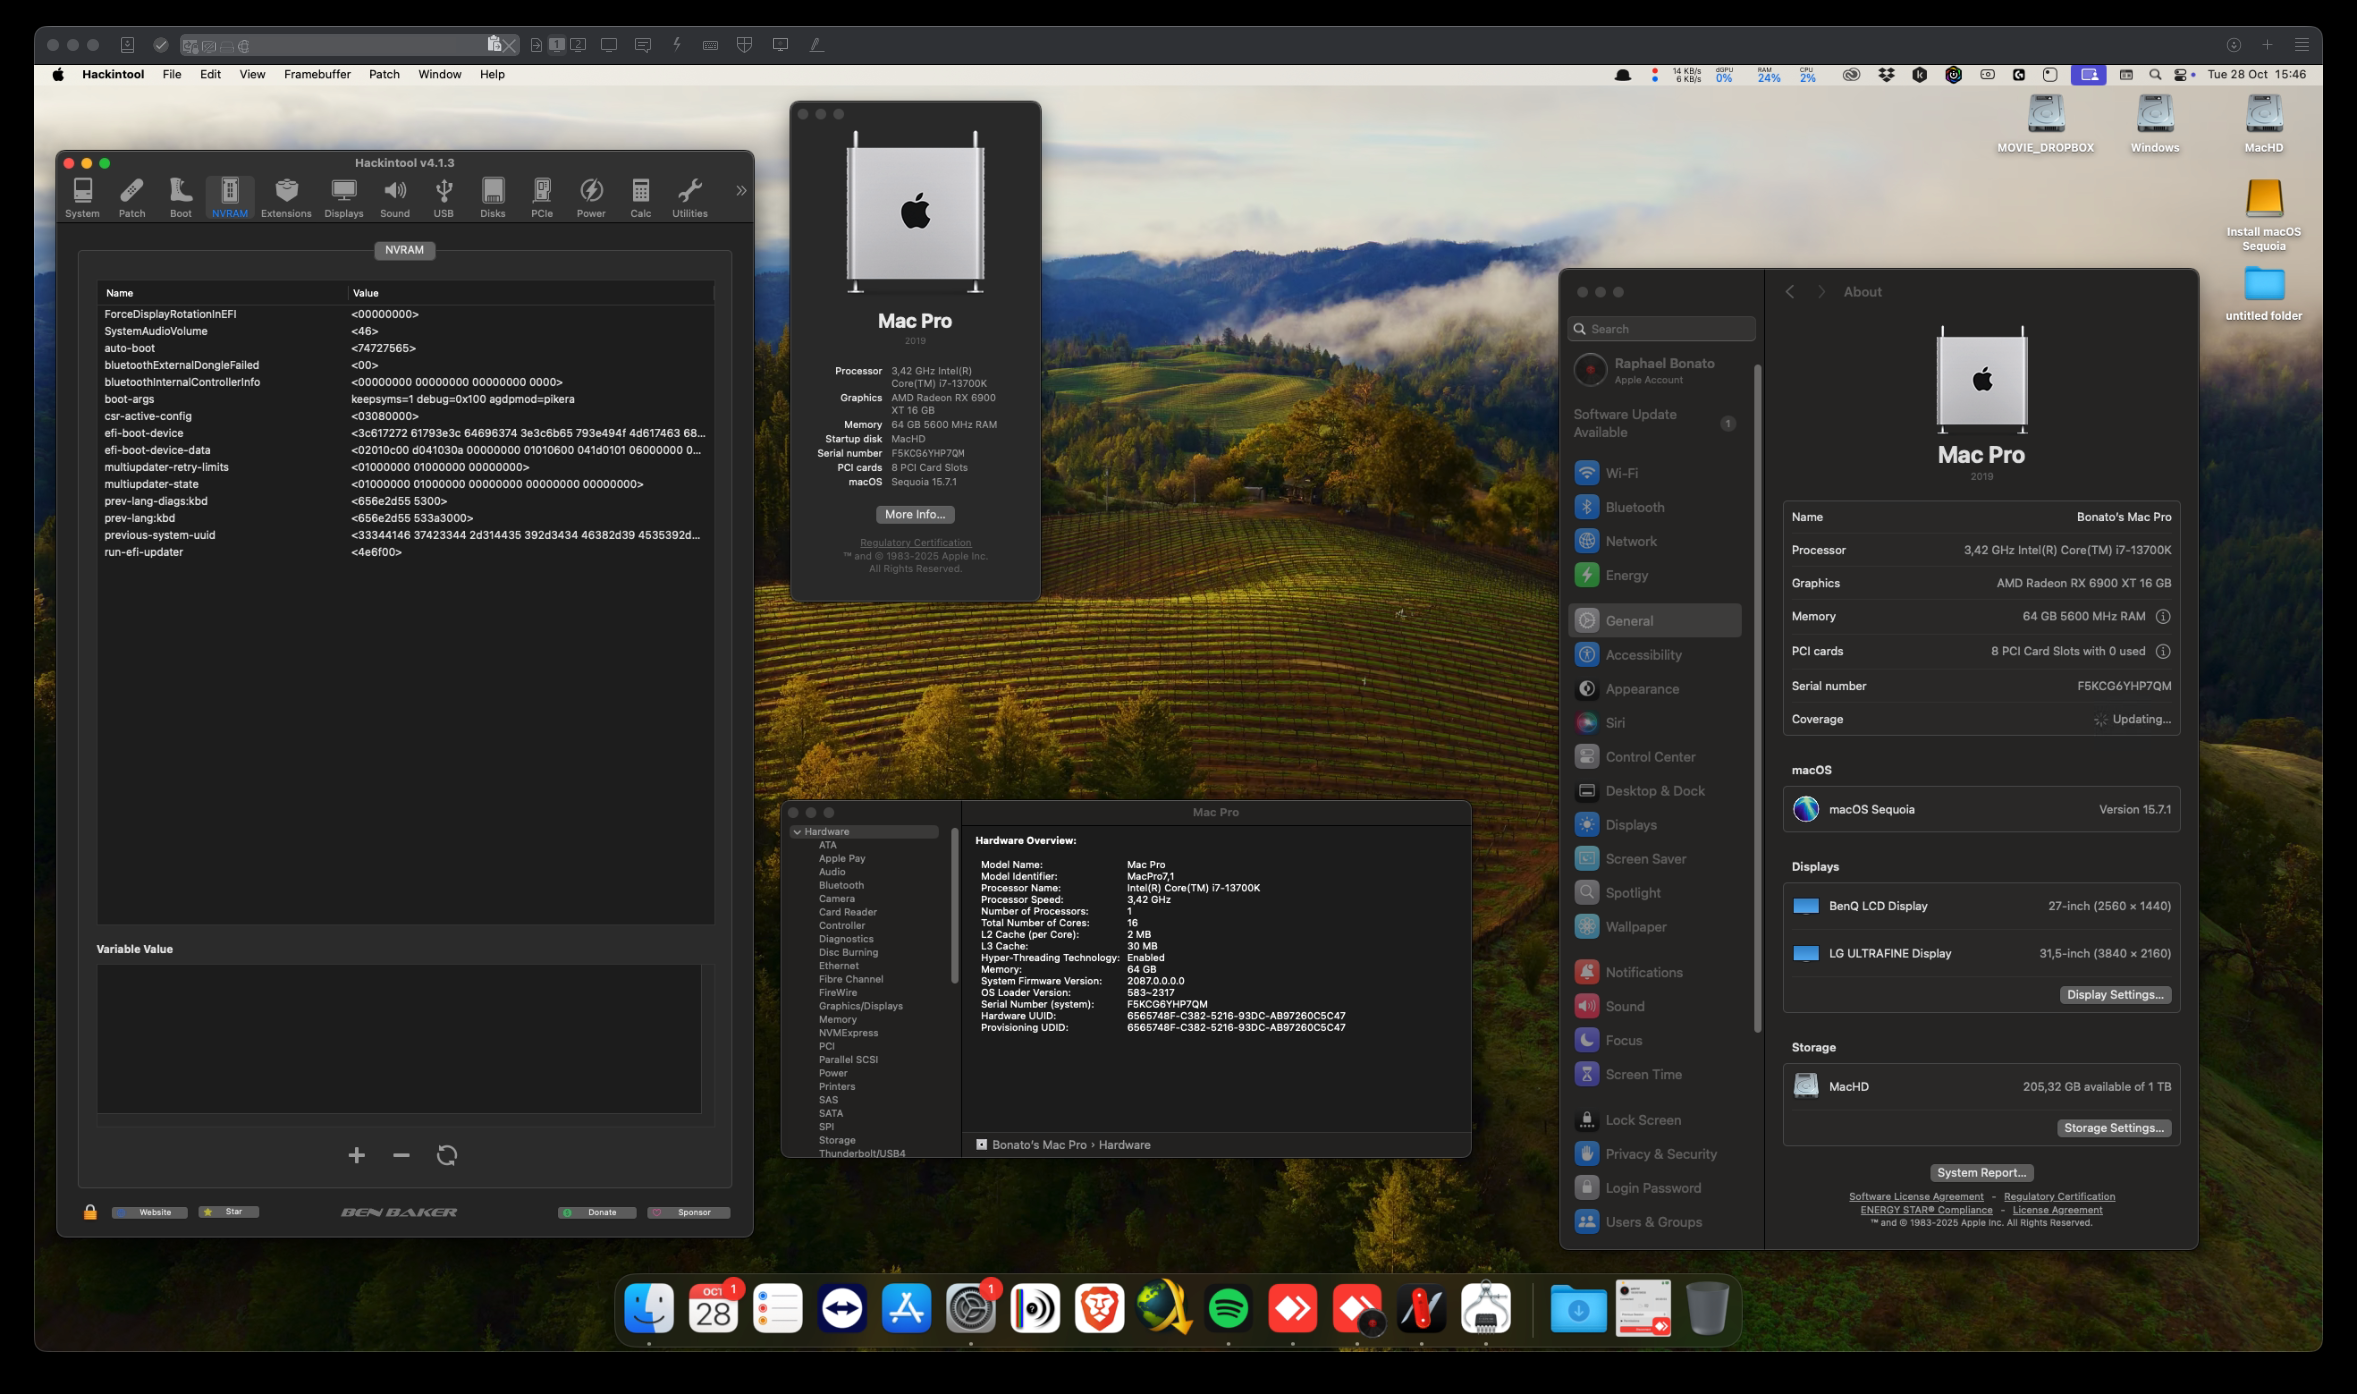 1
2
Hackintool File Edit View Framebuffer Patch Window Help
14 KB/s
6 KB/s
dGPU
0%
RAM
24%
CPU
2%
Tue 28 Oct 15:46
MOVIE_DROPBOX
Windows
MacHD
Install macOS
Sequoia
untitled folder
Hackintool v4.1.3
System Patch Boot NVRAM Extensions Displays Sound USB Disks PCIe Power Calc Utilities
NVRAM
Name Value
ForceDisplayRotationInEFI <00000000>
SystemAudioVolume <46>
auto-boot <74727565>
bluetoothExternalDongleFailed <00>
bluetoothInternalControllerInfo <00000000 00000000 00000000 0000>
boot-args keepsyms=1 debug=0x100 agdpmod=pikera
csr-active-config <03080000>
efi-boot-device <3c617272 61793e3c 64696374 3e3c6b65 793e494f 4d617463 68...
efi-boot-device-data <02010c00 d041030a 00000000 01010600 041d0101 06000000 0...
multiupdater-retry-limits <01000000 01000000 00000000>
multiupdater-state <01000000 01000000 00000000 00000000 00000000>
prev-lang-diags:kbd <656e2d55 5300>
prev-lang:kbd <656e2d55 533a3000>
previous-system-uuid <33344146 37423344 2d314435 392d3434 46382d39 4535392d...
run-efi-updater <4e6f00>
Variable Value
Website
Star
BEN BAKER
Donate
Sponsor
Mac Pro
2019
Processor 3,42 GHz Intel(R)
Core(TM) i7-13700K
Graphics AMD Radeon RX 6900
XT 16 GB
Memory 64 GB 5600 MHz RAM
Startup disk MacHD
Serial number F5KCG6YHP7QM
PCI cards 8 PCI Card Slots
macOS Sequoia 15.7.1
More Info...
Regulatory Certification
™ and © 1983-2025 Apple Inc.
All Rights Reserved.
Mac Pro
Hardware
ATA
Apple Pay
Audio
Bluetooth
Camera
Card Reader
Controller
Diagnostics
Disc Burning
Ethernet
Fibre Channel
FireWire
Graphics/Displays
Memory
NVMExpress
PCI
Parallel SCSI
Power
Printers
SAS
SATA
SPI
Storage
Thunderbolt/USB4
Hardware Overview:
Model Name: Mac Pro
Model Identifier: MacPro7,1
Processor Name: Intel(R) Core(TM) i7-13700K
Processor Speed: 3,42 GHz
Number of Processors: 1
Total Number of Cores: 16
L2 Cache (per Core): 2 MB
L3 Cache: 30 MB
Hyper-Threading Technology: Enabled
Memory: 64 GB
System Firmware Version: 2087.0.0.0.0
OS Loader Version: 583~2317
Serial Number (system): F5KCG6YHP7QM
Hardware UUID: 6565748F-C382-5216-93DC-AB97260C5C47
Provisioning UDID: 6565748F-C382-5216-93DC-AB97260C5C47
Bonato's Mac Pro › Hardware
Search
Raphael Bonato
Apple Account
Software Update
Available
1
Wi-Fi
Bluetooth
Network
Energy
General
Accessibility
Appearance
Siri
Control Center
Desktop & Dock
Displays
Screen Saver
Spotlight
Wallpaper
Notifications
Sound
Focus
Screen Time
Lock Screen
Privacy & Security
Login Password
Users & Groups
About
Mac Pro
2019
Name Bonato's Mac Pro
Processor 3,42 GHz Intel(R) Core(TM) i7-13700K
Graphics AMD Radeon RX 6900 XT 16 GB
Memory 64 GB 5600 MHz RAM
PCI cards 8 PCI Card Slots with 0 used
Serial number F5KCG6YHP7QM
Coverage Updating...
macOS
macOS Sequoia Version 15.7.1
Displays
BenQ LCD Display 27-inch (2560 × 1440)
LG ULTRAFINE Display 31,5-inch (3840 × 2160)
Display Settings...
Storage
MacHD 205,32 GB available of 1 TB
Storage Settings...
System Report...
Software License Agreement - Regulatory Certification
ENERGY STAR® Compliance - License Agreement
™ and © 1983-2025 Apple Inc. All Rights Reserved.
OCT
28
1
1